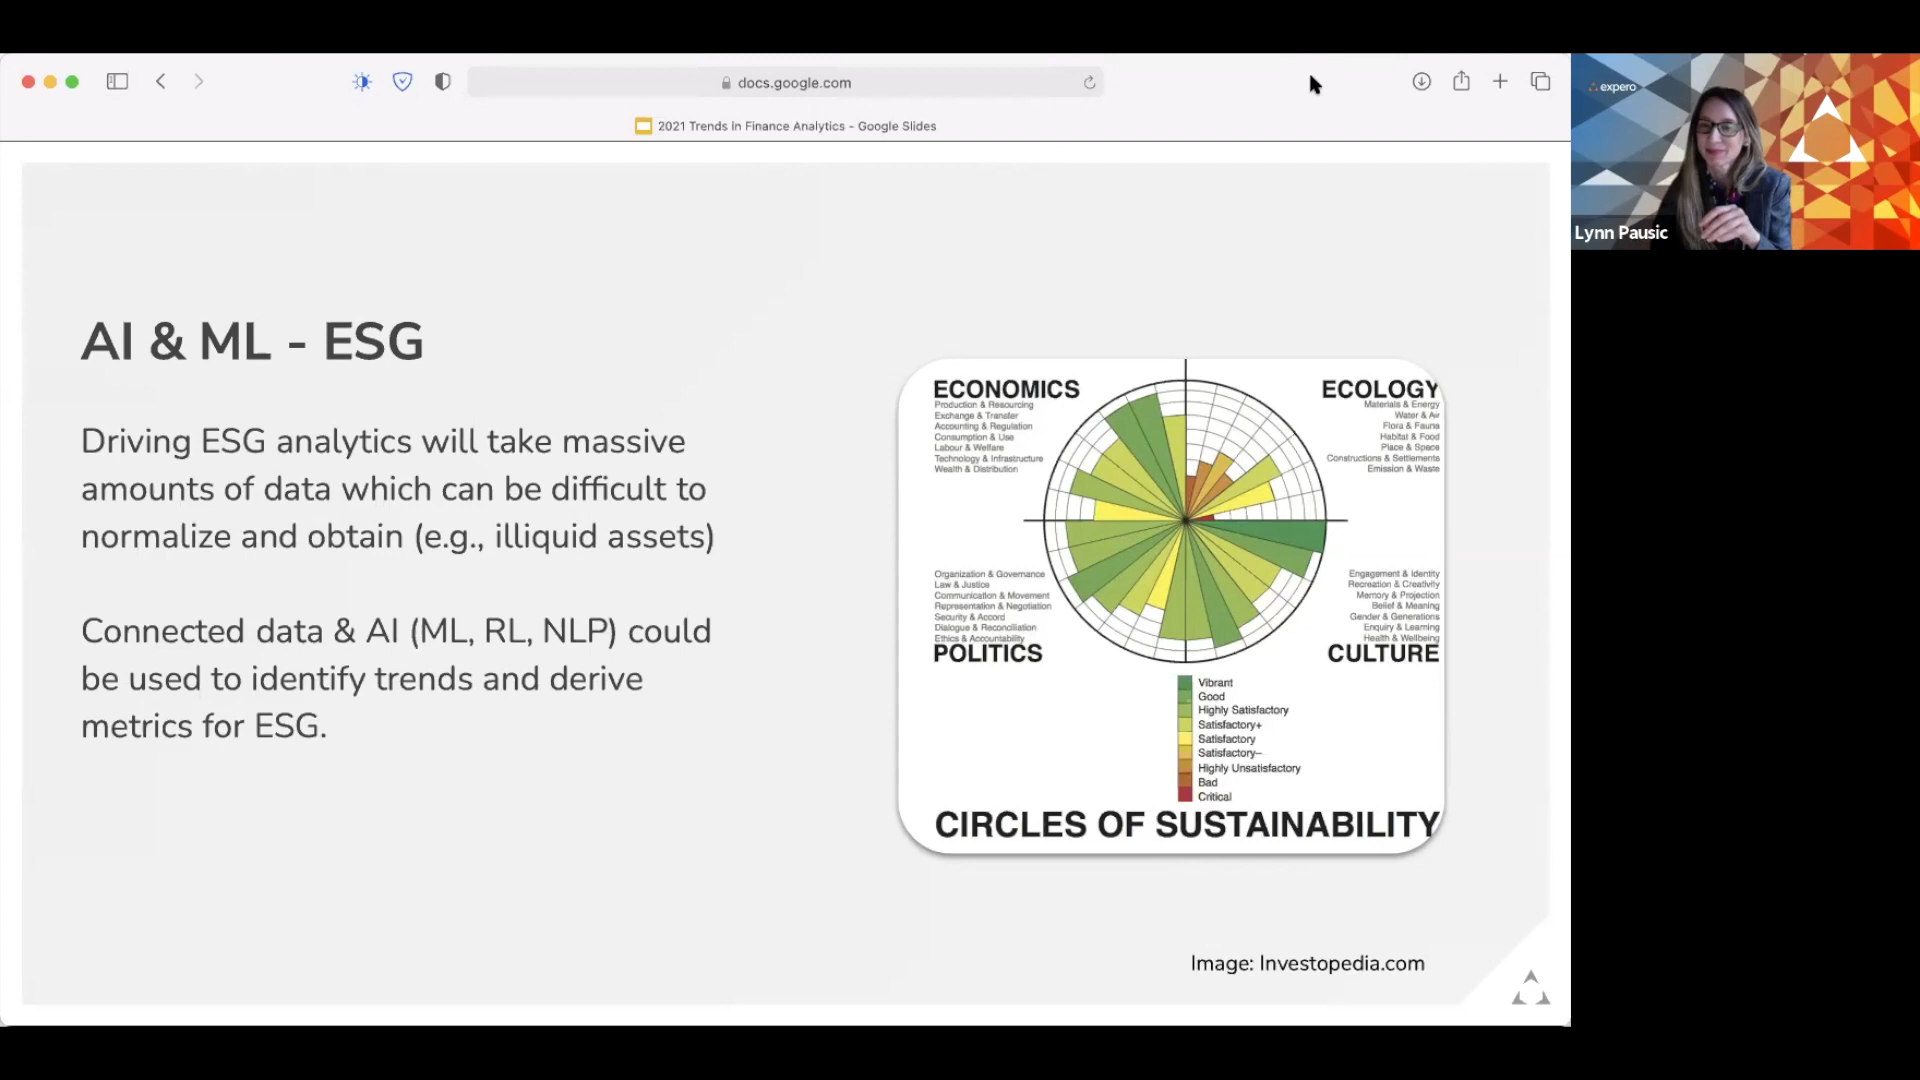 docs.google.com
2021 Trends in Finance Analytics - Google Slides
expero
Lynn Pausic
AI & ML - ESG
Driving ESG analytics will take massive
amounts of data which can be difficult to
normalize and obtain (e.g., illiquid assets)
Connected data & AI (ML, RL, NLP) could
be used to identify trends and derive
metrics for ESG.
ECONOMICS
Production & Resourcing
Exchange & Transfer
Accounting & Regulation
Consumption & Use
Labour & Welfare
Technology & Infrastructure
Wealth & Distribution
ECOLOGY
Materials & Energy
Water & Air
Flora & Fauna
Habitat & Food
Place & Space
Constructions & Settlements
Emission & Waste
Organization & Governance
Law & Justice
Communication & Movement
Representation & Negotiation
Security & Accord
Dialogue & Reconciliation
Ethics & Accountability
POLITICS
Engagement & Identity
Recreation & Creativity
Memory & Projection
Belief & Meaning
Gender & Generations
Enquiry & Learning
Health & Wellbeing
CULTURE
Vibrant
Good
Highly Satisfactory
Satisfactory+
Satisfactory
Satisfactory–
Highly Unsatisfactory
Bad
Critical
CIRCLES OF SUSTAINABILITY
Image: Investopedia.com